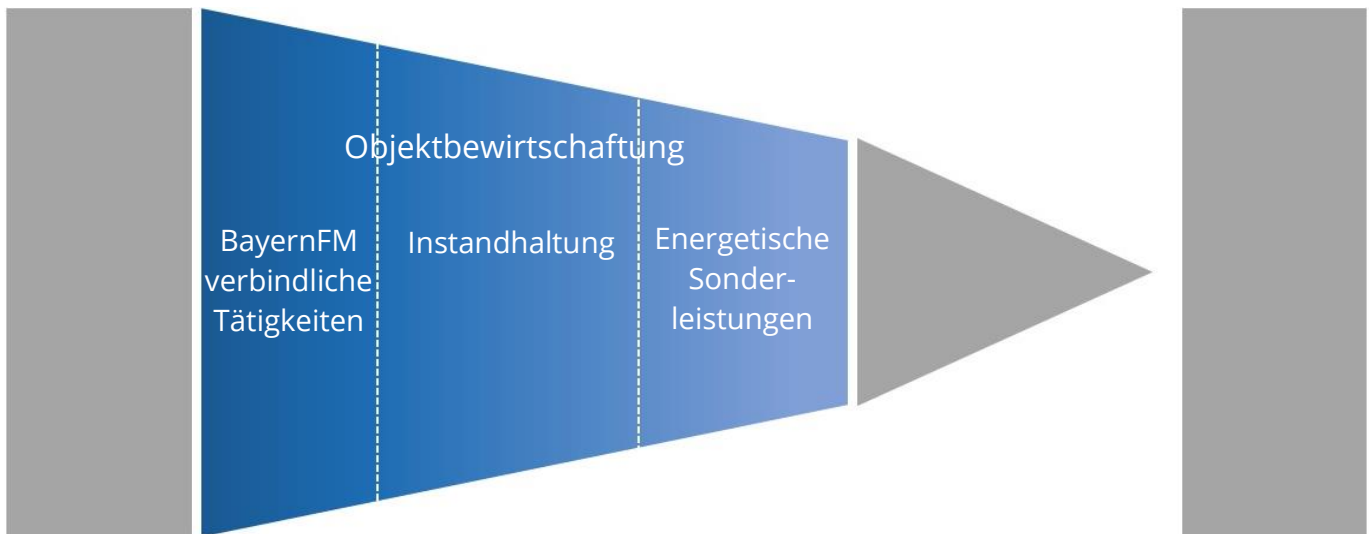 Objektbewirtschaftung
BayernFM
verbindliche
Tätigkeiten
Instandhaltung
Energetische
Sonder-
leistungen